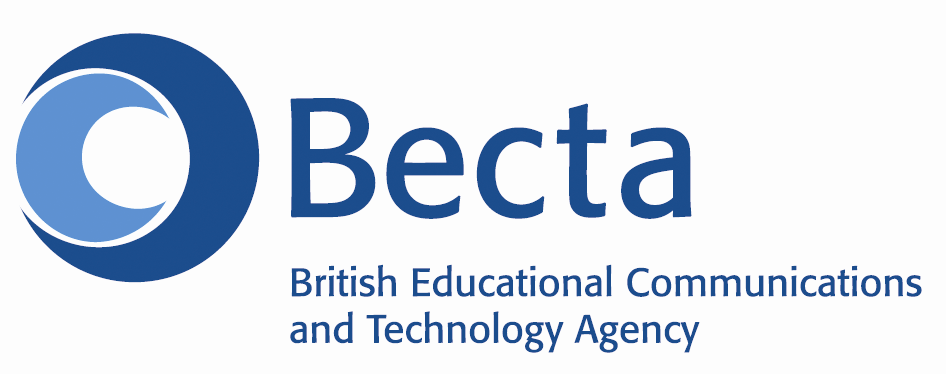 Becta
British Educational Communications
and Technology Agency